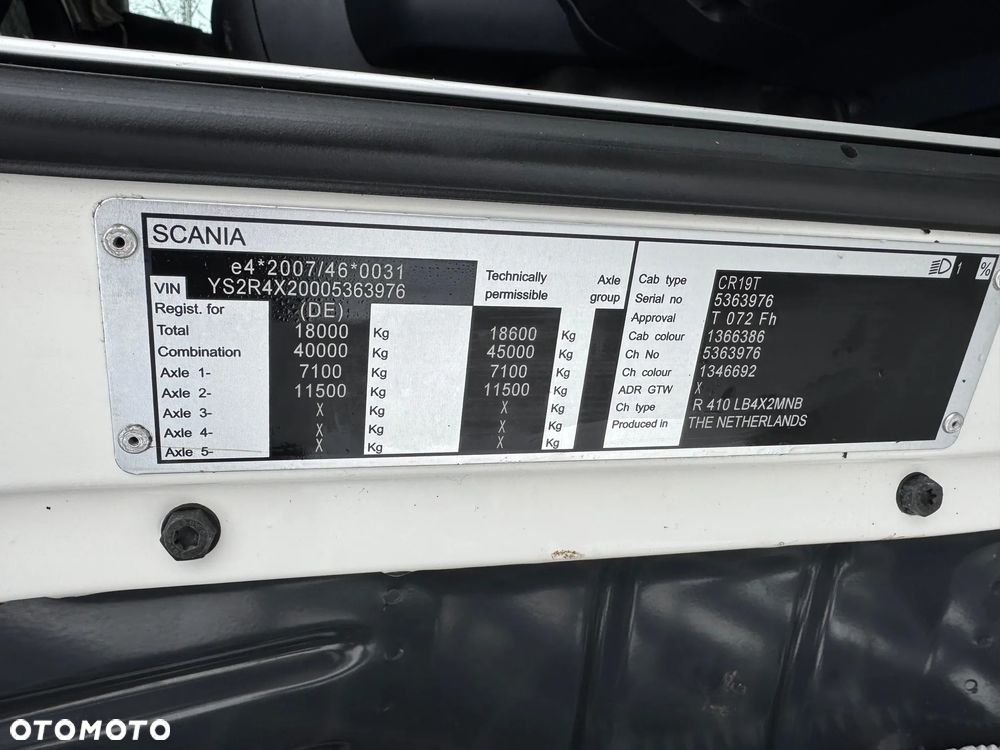 SCANIA
e4*2007/46*0031
VIN YS2R4X20005363976
Regist. for (DE)
Technically permissible
Axle group
Total 18000 Kg 18600 Kg
Combination 40000 Kg 45000 Kg
Axle 1- 7100 Kg 7100 Kg
Axle 2- 11500 Kg 11500 Kg
Axle 3- X Kg X Kg
Axle 4- X Kg X Kg
Axle 5- X Kg X Kg
1 %
Cab type CR19T
Serial no 5363976
Approval T 072 Fh
Cab colour 1366386
Ch No 5363976
Ch colour 1346692
ADR GTW X
Ch type R 410 LB4X2MNB
Produced in THE NETHERLANDS
OTOMOTO